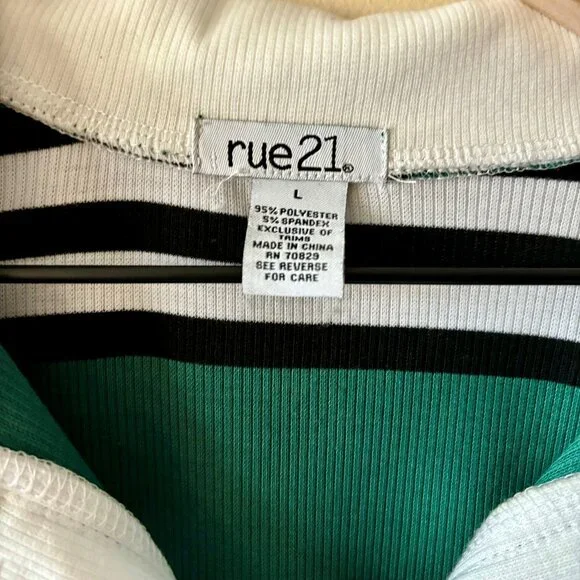 rue21®
L
95% POLYESTER
5% SPANDEX
EXCLUSIVE OF
TRIMS
MADE IN CHINA
RN 70829
SEE REVERSE
FOR CARE